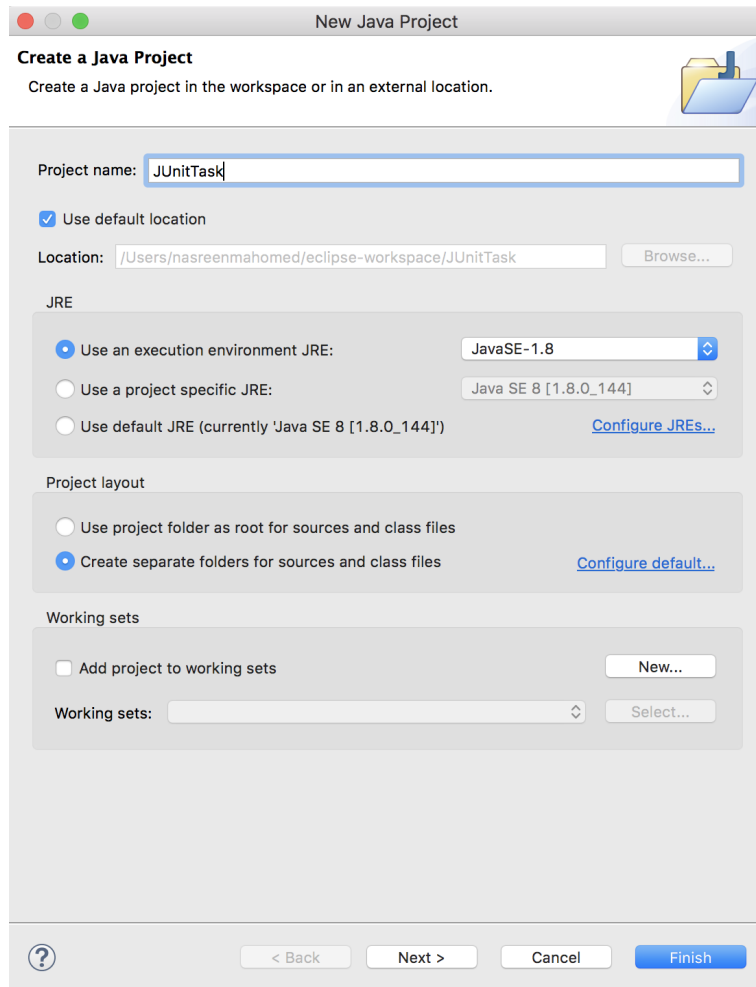 New Java Project
Create a Java Project
Create a Java project in the workspace or in an external location.
Project name: JUnitTask
Use default location
Location: /Users/nasreenmahomed/eclipse-workspace/JUnitTask Browse...
JRE
Use an execution environment JRE: JavaSE-1.8
Use a project specific JRE: Java SE 8 [1.8.0_144]
Use default JRE (currently 'Java SE 8 [1.8.0_144]') Configure JREs...
Project layout
Use project folder as root for sources and class files
Create separate folders for sources and class files Configure default...
Working sets
Add project to working sets New...
Working sets: Select...
? < Back Next > Cancel Finish